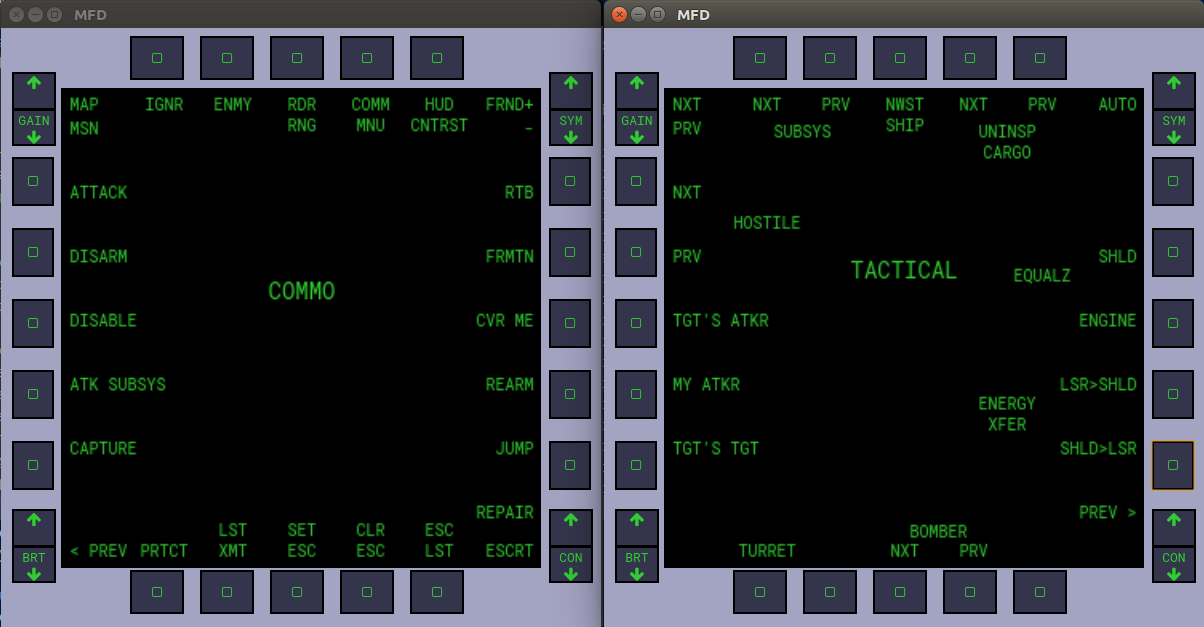 MFD
GAIN
SYM
MAP IGNR ENMY RDR COMM HUD FRND+
MSN RNG MNU CNTRST -
ATTACK RTB
DISARM FRMTN
COMMO
DISABLE CVR ME
ATK SUBSYS REARM
CAPTURE JUMP
REPAIR
LST SET CLR ESC
< PREV PRTCT XMT ESC ESC LST ESCRT
BRT
CON
MFD
GAIN
SYM
NXT NXT PRV NWST NXT PRV AUTO
PRV SUBSYS SHIP UNINSP
CARGO
NXT
HOSTILE
PRV SHLD
TACTICAL EQUALZ
TGT'S ATKR ENGINE
MY ATKR LSR>SHLD
ENERGY
XFER
TGT'S TGT SHLD>LSR
PREV >
BOMBER
TURRET NXT PRV
BRT
CON